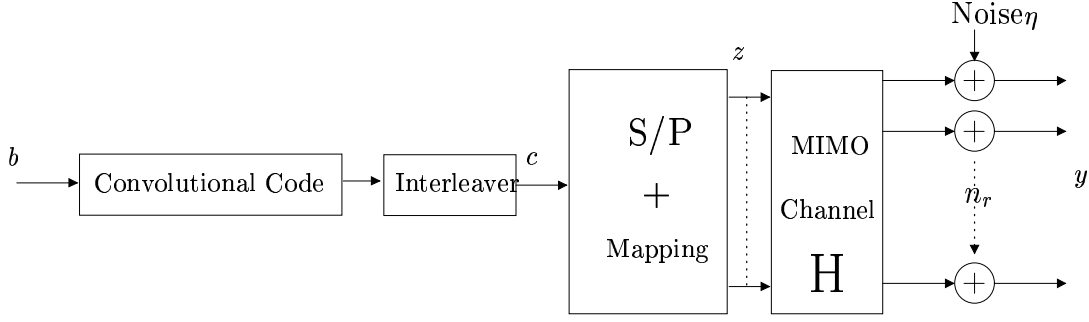 Noiseη
b
Convolutional Code
Interleaver
c
S/P
+
Mapping
z
MIMO
Channel
H
+
+
n_r
+
y